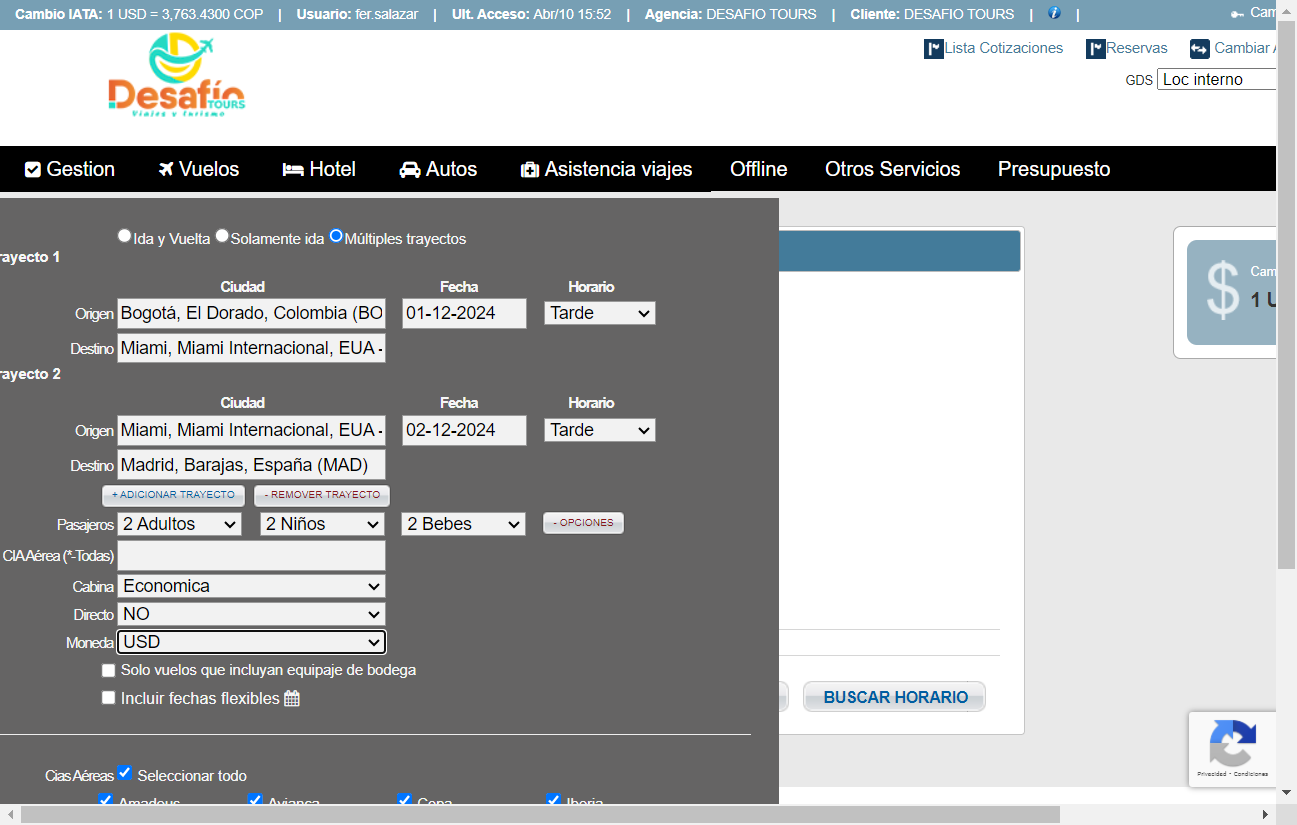 Cambio IATA: 1 USD = 3,763.4300 COP | Usuario: fer.salazar | Ult. Acceso: Abr/10 15:52 | Agencia: DESAFIO TOURS | Cliente: DESAFIO TOURS | i | Cam
Desafío
TOURS
Viajes y Turismo
Lista Cotizaciones Reservas Cambiar A
GDS Loc interno
Gestion Vuelos Hotel Autos Asistencia viajes Offline Otros Servicios Presupuesto
Ida y Vuelta Solamente ida Múltiples trayectos
rayecto 1
Ciudad Fecha Horario
Origen Bogotá, El Dorado, Colombia (BO 01-12-2024 Tarde
Destino Miami, Miami Internacional, EUA -
rayecto 2
Ciudad Fecha Horario
Origen Miami, Miami Internacional, EUA - 02-12-2024 Tarde
Destino Madrid, Barajas, España (MAD)
+ ADICIONAR TRAYECTO - REMOVER TRAYECTO
Pasajeros 2 Adultos 2 Niños 2 Bebes - OPCIONES
CIA Aérea (*-Todas)
Cabina Economica
Directo NO
Moneda USD
Solo vuelos que incluyan equipaje de bodega
Incluir fechas flexibles
Cias Aéreas Seleccionar todo
Amadeus Avianca Copa Iberia
$ Cam
1 U
BUSCAR HORARIO
Privacidad - Condiciones